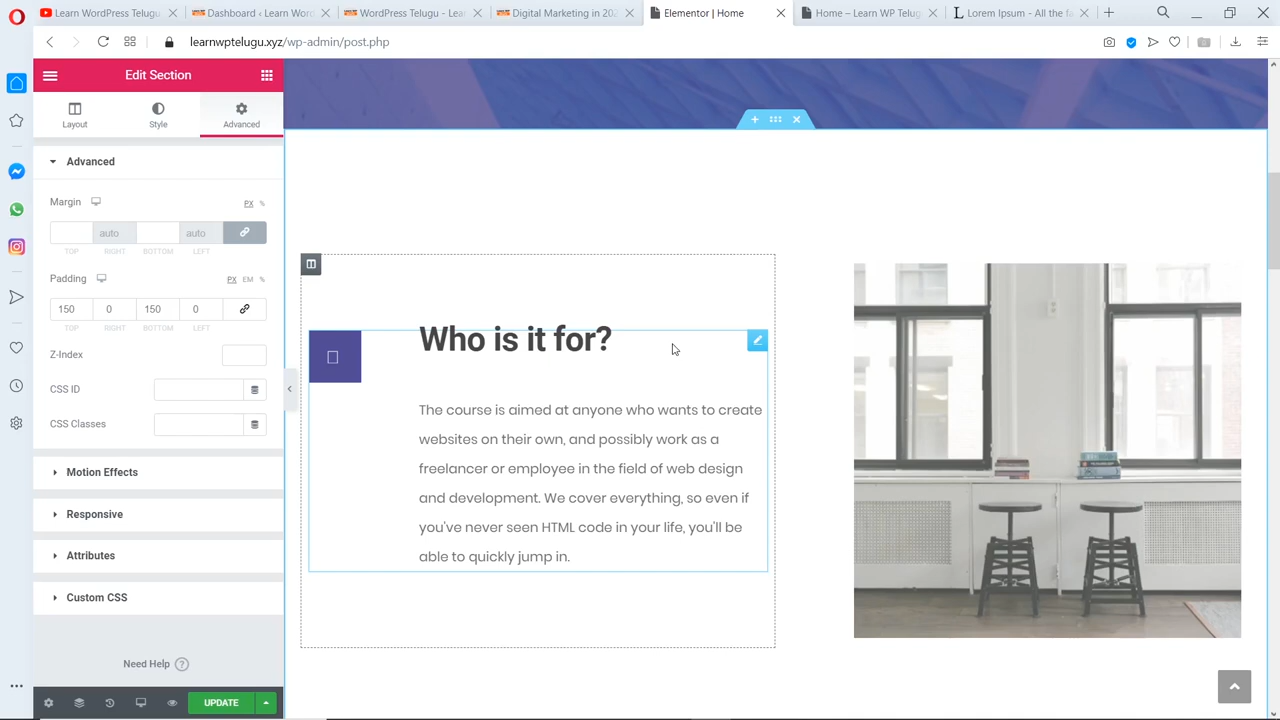 Learn WordPress Telugu
Dashboard ‹ Learn Word
WordPress Telugu - Lea
Digital Marketing in 202
Elementor | Home
Home – Learn WP Telug
Lorem Ipsum - All the fa
learnwptelugu.xyz/wp-admin/post.php
Edit Section
Layout
Style
Advanced
Advanced
Margin
PX %
auto
auto
TOP RIGHT BOTTOM LEFT
Padding
PX EM %
150 0 150 0
TOP RIGHT BOTTOM LEFT
Z-Index
CSS ID
CSS Classes
Motion Effects
Responsive
Attributes
Custom CSS
Need Help ?
UPDATE
Who is it for?
The course is aimed at anyone who wants to create
websites on their own, and possibly work as a
freelancer or employee in the field of web design
and development. We cover everything, so even if
you've never seen HTML code in your life, you'll be
able to quickly jump in.